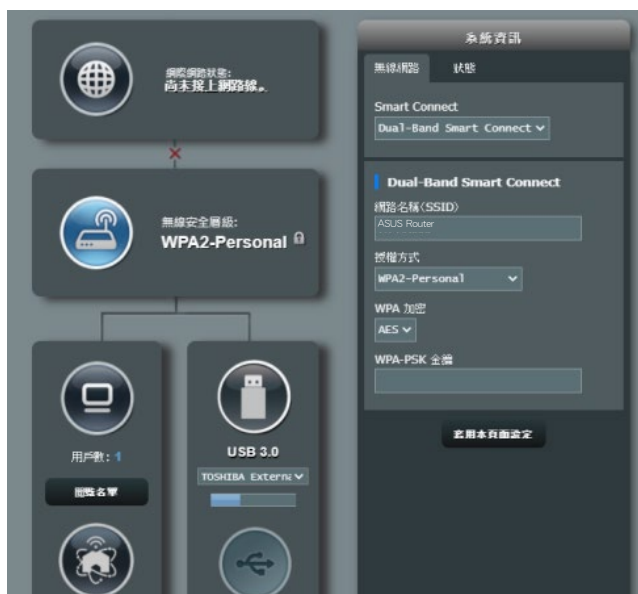 網際網路狀態:
尚未接上網路線。
無線安全層級:
WPA2-Personal
用戶數: 1
閱覽名單
USB 3.0
TOSHIBA Externa
系統資訊
無線網路
狀態
Smart Connect
Dual-Band Smart Connect
Dual-Band Smart Connect
網路名稱(SSID)
ASUS Router
授權方式
WPA2-Personal
WPA 加密
AES
WPA-PSK 金鑰
套用本頁面設定